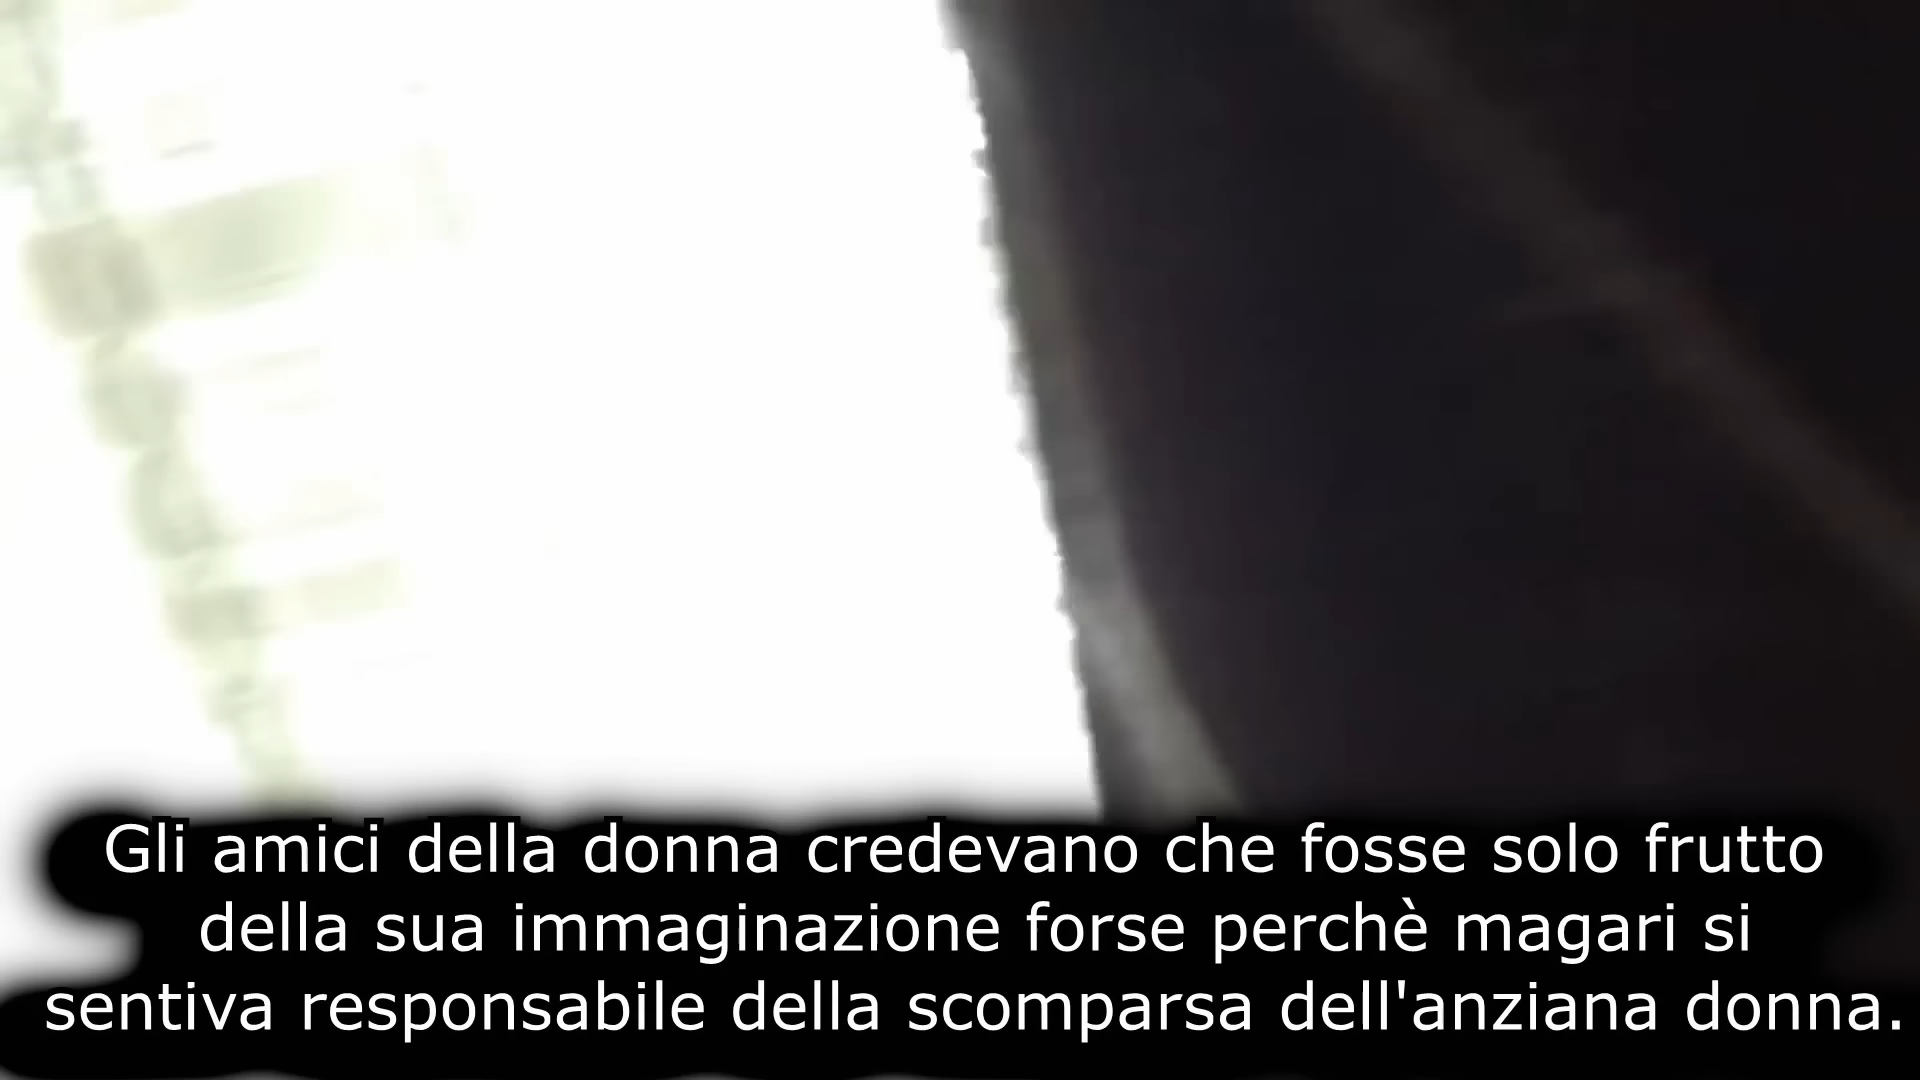 Gli amici della donna credevano che fosse solo frutto
della sua immaginazione forse perchè magari si
sentiva responsabile della scomparsa dell'anziana donna.